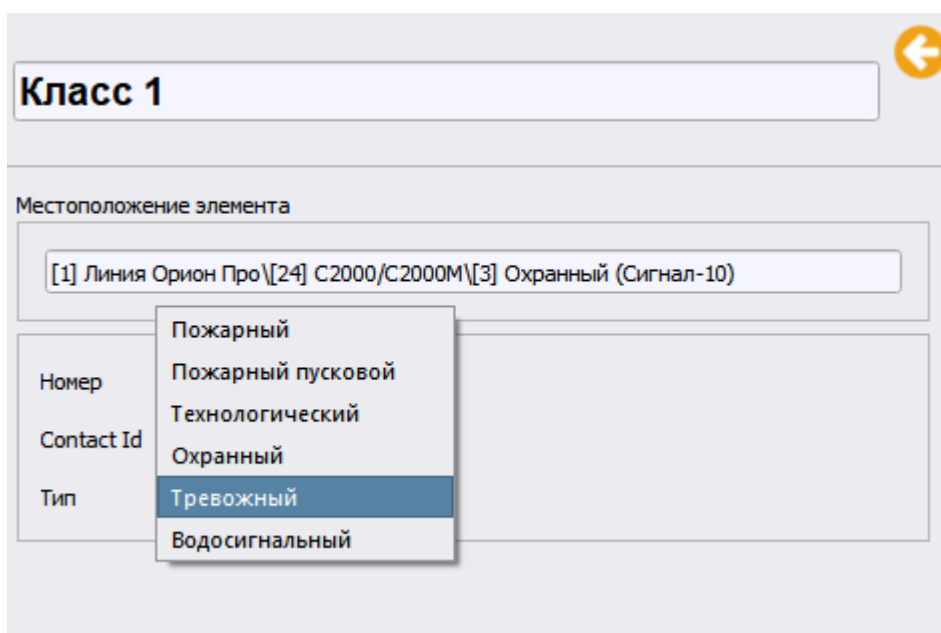 Класс 1
Местоположение элемента
[1] Линия Орион Про\[24] С2000/С2000М\[3] Охранный (Сигнал-10)
Номер
Contact Id
Тип
Пожарный
Пожарный пусковой
Технологический
Охранный
Тревожный
Водосигнальный